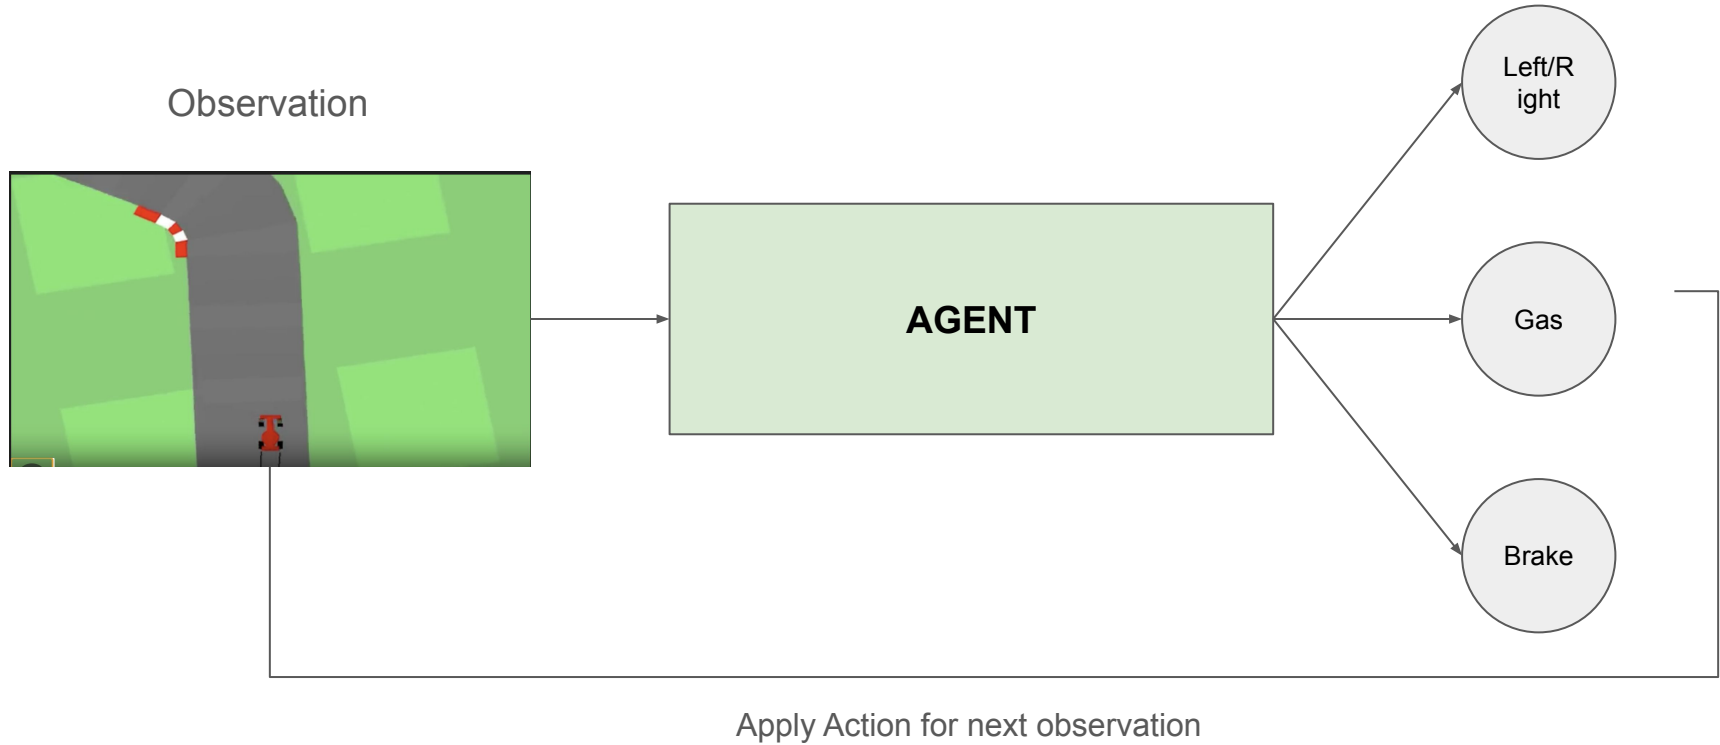 Observation
AGENT
Left/R
ight
Gas
Brake
Apply Action for next observation